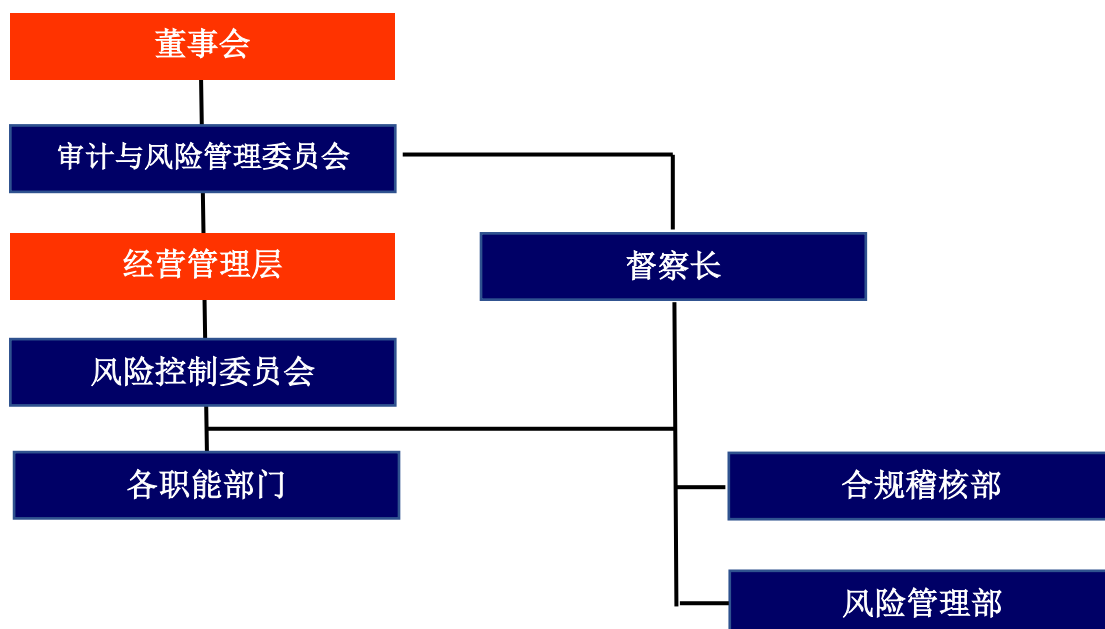 董事会
审计与风险管理委员会
经营管理层
督察长
风险控制委员会
各职能部门
合规稽核部
风险管理部